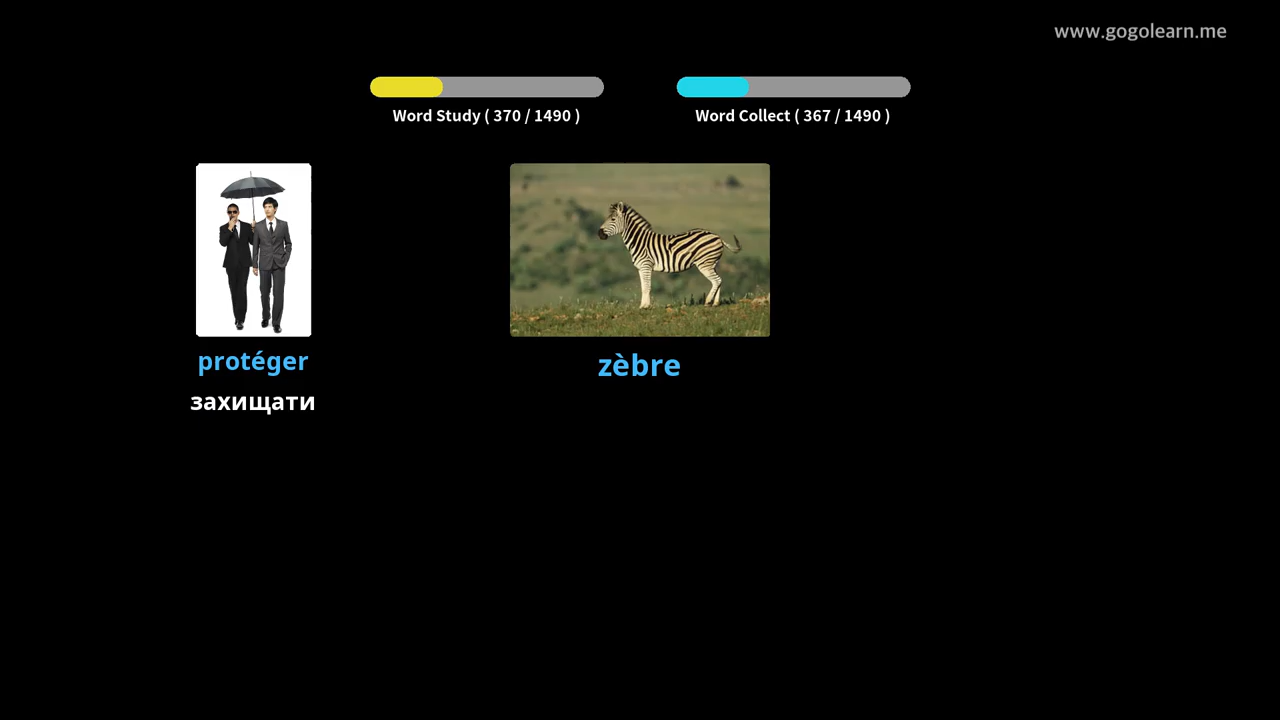 www.gogolearn.me
Word Study ( 370 / 1490 )
Word Collect ( 367 / 1490 )
protéger
захищати
zèbre